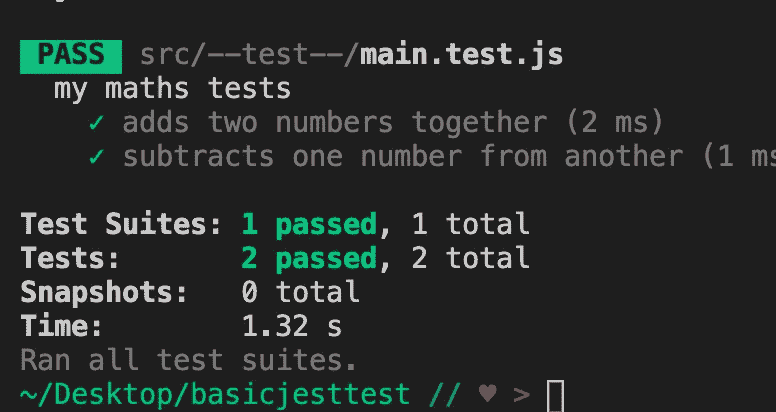 PASS src/--test--/main.test.js
my maths tests
✓ adds two numbers together (2 ms)
✓ subtracts one number from another (1 ms
Test Suites: 1 passed, 1 total
Tests: 2 passed, 2 total
Snapshots: 0 total
Time: 1.32 s
Ran all test suites.
~/Desktop/basicjesttest // ♥ >